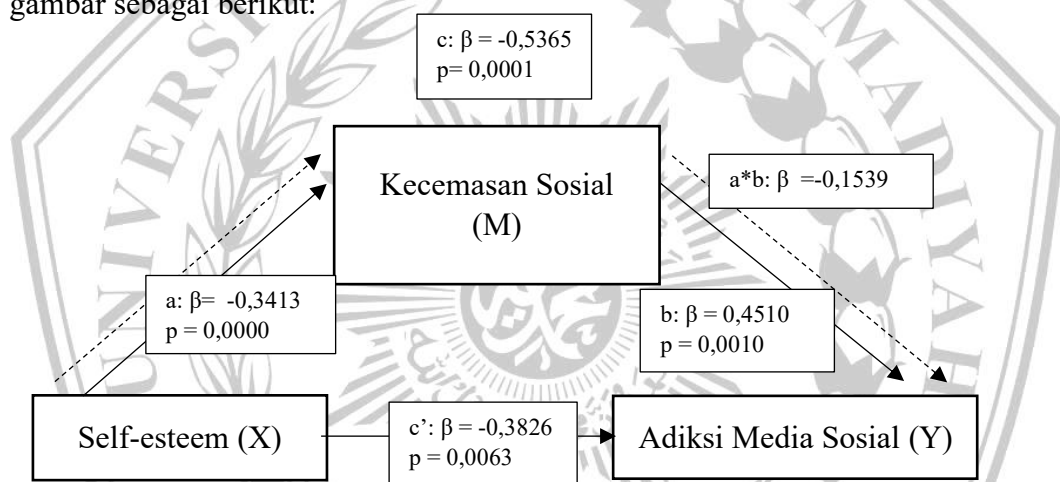 gambar sebagai berikut:
c: β = -0,5365
p= 0,0001
Kecemasan Sosial
(M)
a*b: β =-0,1539
a: β= -0,3413
p = 0,0000
b: β = 0,4510
p = 0,0010
Self-esteem (X)
c’: β = -0,3826
p = 0,0063
Adiksi Media Sosial (Y)